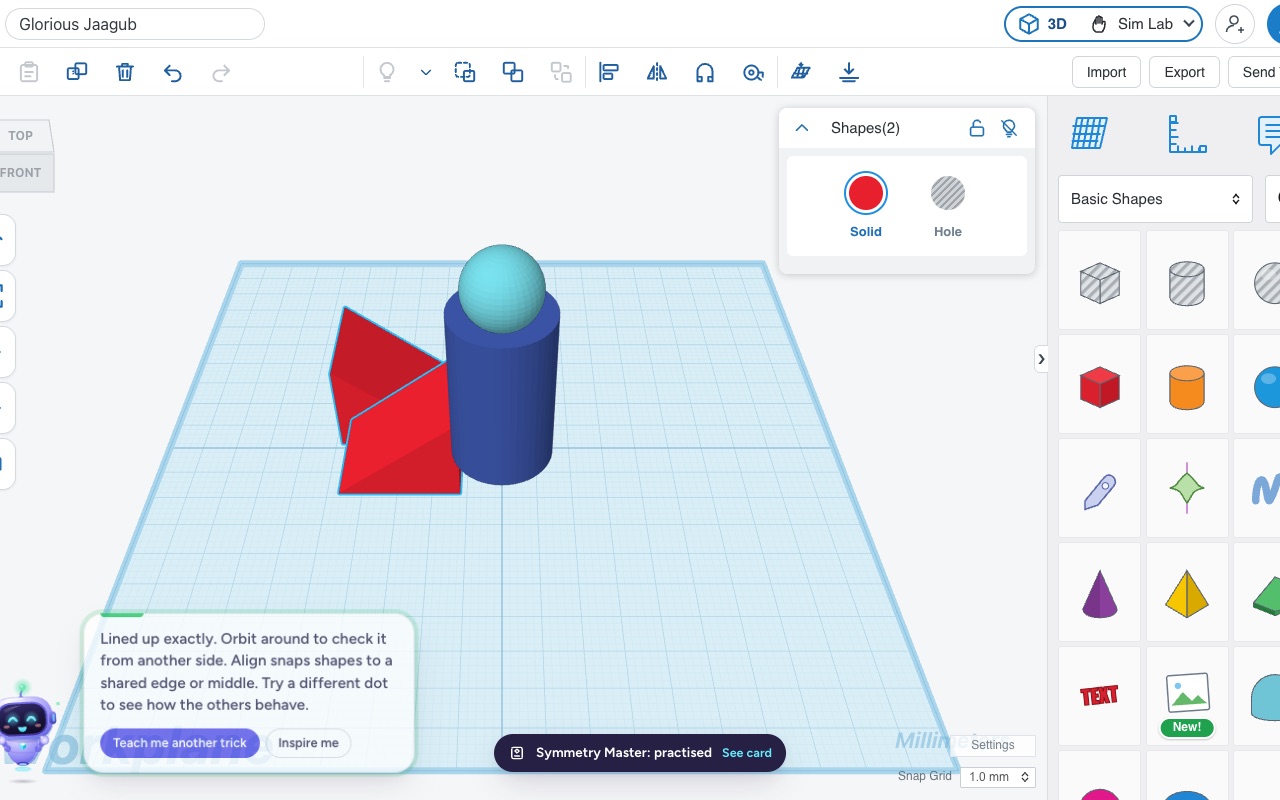 Glorious Jaagub
3D
Sim Lab
Import
Export
Send
TOP
FRONT
Shapes(2)
Solid
Hole
Basic Shapes
TEXT
New!
Lined up exactly. Orbit around to check it
from another side. Align snaps shapes to a
shared edge or middle. Try a different dot
to see how the others behave.
Teach me another trick
Inspire me
Symmetry Master: practised
See card
Settings
Snap Grid
1.0 mm